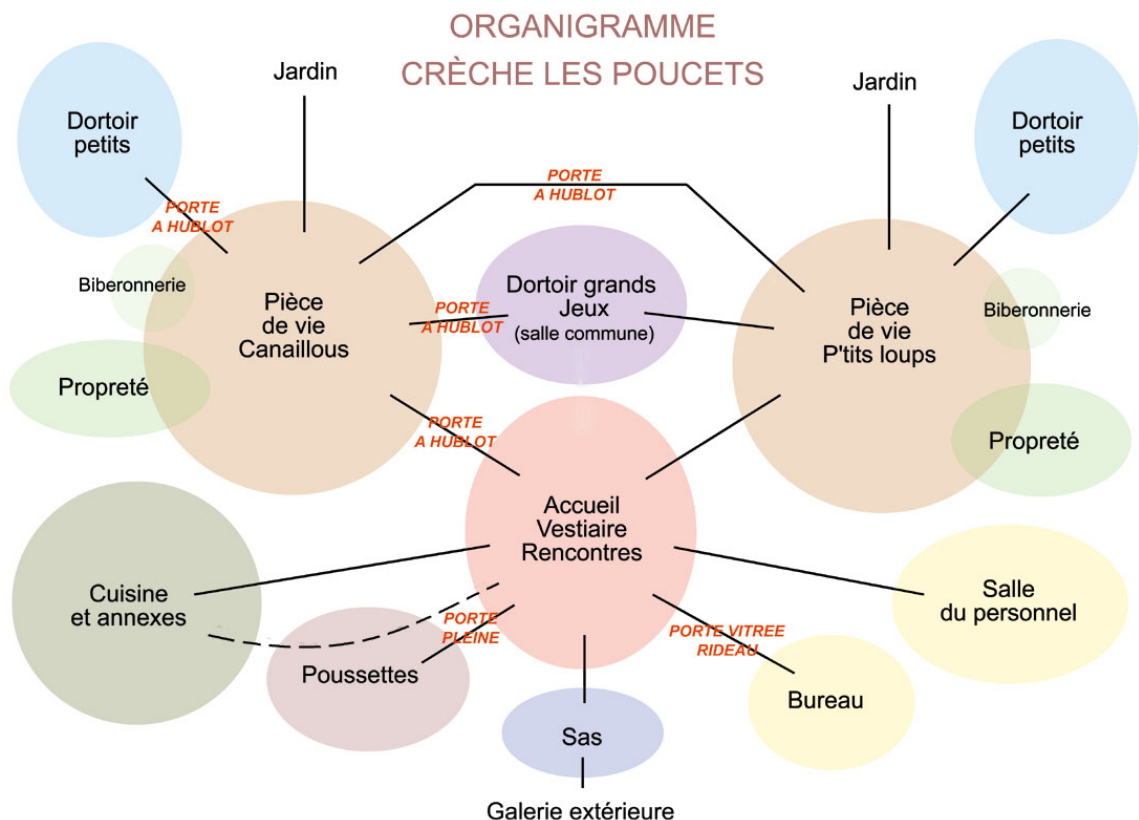 ORGANIGRAMME
CRÈCHE LES POUCETS
Jardin
Jardin
Dortoir
petits
Dortoir
petits
PORTE
A HUBLOT
PORTE
A HUBLOT
Biberonnerie
Pièce
de vie
Canaillous
PORTE
A HUBLOT
Dortoir grands
Jeux
(salle commune)
Pièce
de vie
P'tits loups
Biberonnerie
Propreté
PORTE
A HUBLOT
Propreté
Accueil
Vestiaire
Rencontres
Cuisine
et annexes
Salle
du personnel
PORTE
PLEINE
PORTE VITREE
RIDEAU
Poussettes
Bureau
Sas
Galerie extérieure